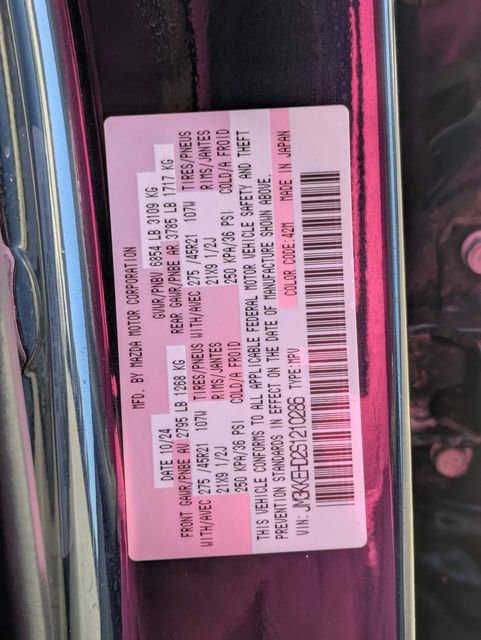 MFD. BY MAZDA MOTOR CORPORATION
DATE 10/24 GVWR/PNBV 6854 LB 3109 KG
FRONT GAWR/PNBE AV 2795 LB 1268 KG REAR GAWR/PNBE AR 3785 LB 1717 KG
WITH/AVEC 275 /45R21 107W TIRES/PNEUS WITH/AVEC 275 /45R21 107W TIRES/PNEUS
21X9 1/2J RIMS/JANTES 21X9 1/2J RIMS/JANTES
250 KPA/36 PSI COLD/A FROID 250 KPA/36 PSI COLD/A FROID
THIS VEHICLE CONFORMS TO ALL APPLICABLE FEDERAL MOTOR VEHICLE SAFETY AND THEFT
PREVENTION STANDARDS IN EFFECT ON THE DATE OF MANUFACTURE SHOWN ABOVE.
VIN: JM3KKEHD2S1210286 TYPE:MPV COLOR CODE:42M MADE IN JAPAN